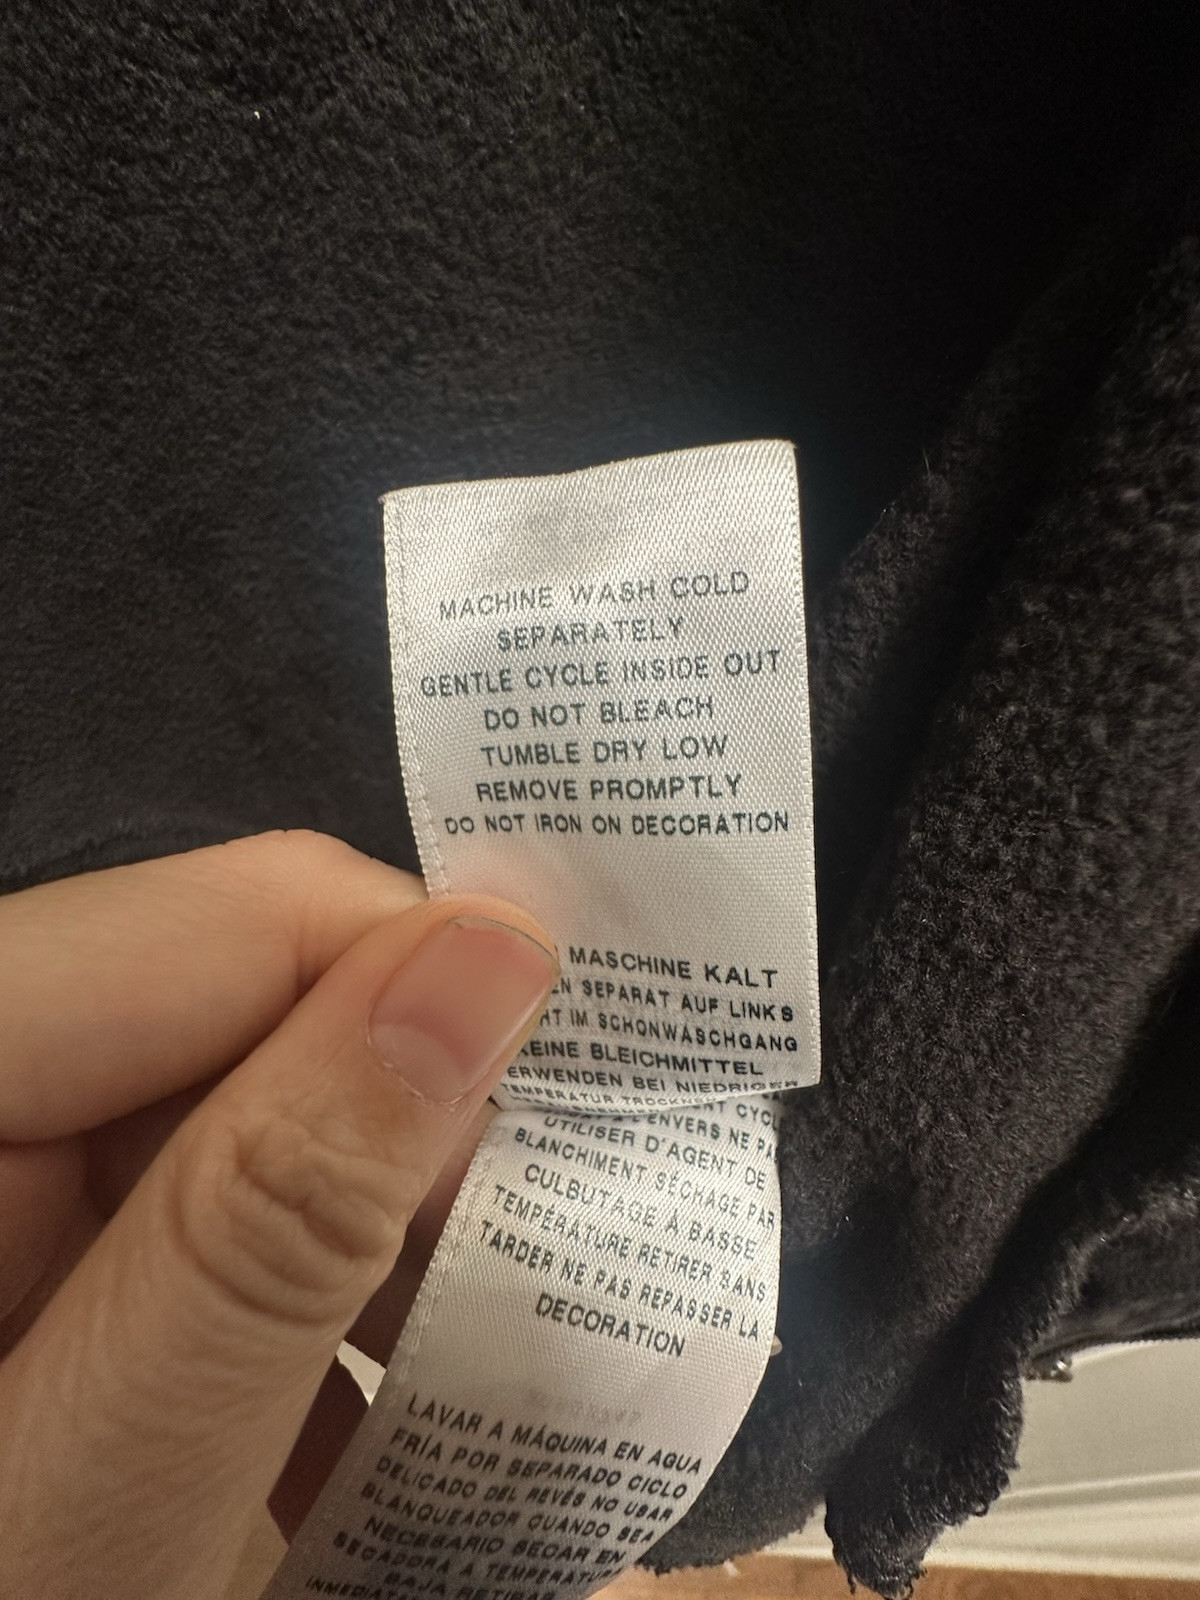 MACHINE WASH COLD
SEPARATELY
GENTLE CYCLE INSIDE OUT
DO NOT BLEACH
TUMBLE DRY LOW
REMOVE PROMPTLY
DO NOT IRON ON DECORATION
MASCHINE KALT
SEPARAT AUF LINKS
IM SCHONWASCHGANG
KEINE BLEICHMITTEL
BEI NIEDRIGER
TEMPERATUR
UTILISER D'AGENT DE
BLANCHIMENT SÉCHAGE PAR
CULBUTAGE À BASSE
TEMPÉRATURE RETIRER SANS
TARDER NE PAS REPASSER LA
DECORATION
LAVAR A MÁQUINA EN AGUA
FRÍA POR SEPARADO CICLO
DELICADO DEL REVÉS NO USAR
BLANQUEADOR CUANDO SEA
NECESARIO SECAR EN
SECADORA A
BAJA